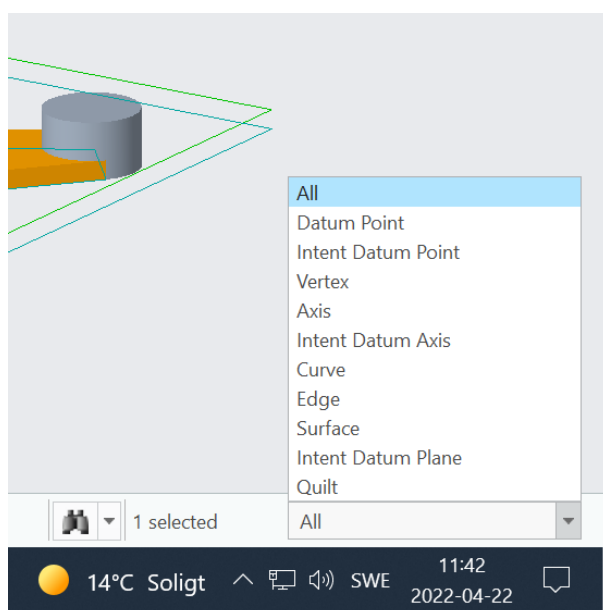 All
Datum Point
Intent Datum Point
Vertex
Axis
Intent Datum Axis
Curve
Edge
Surface
Intent Datum Plane
Quilt
1 selected
All
14°C Soligt
SWE
11:42
2022-04-22